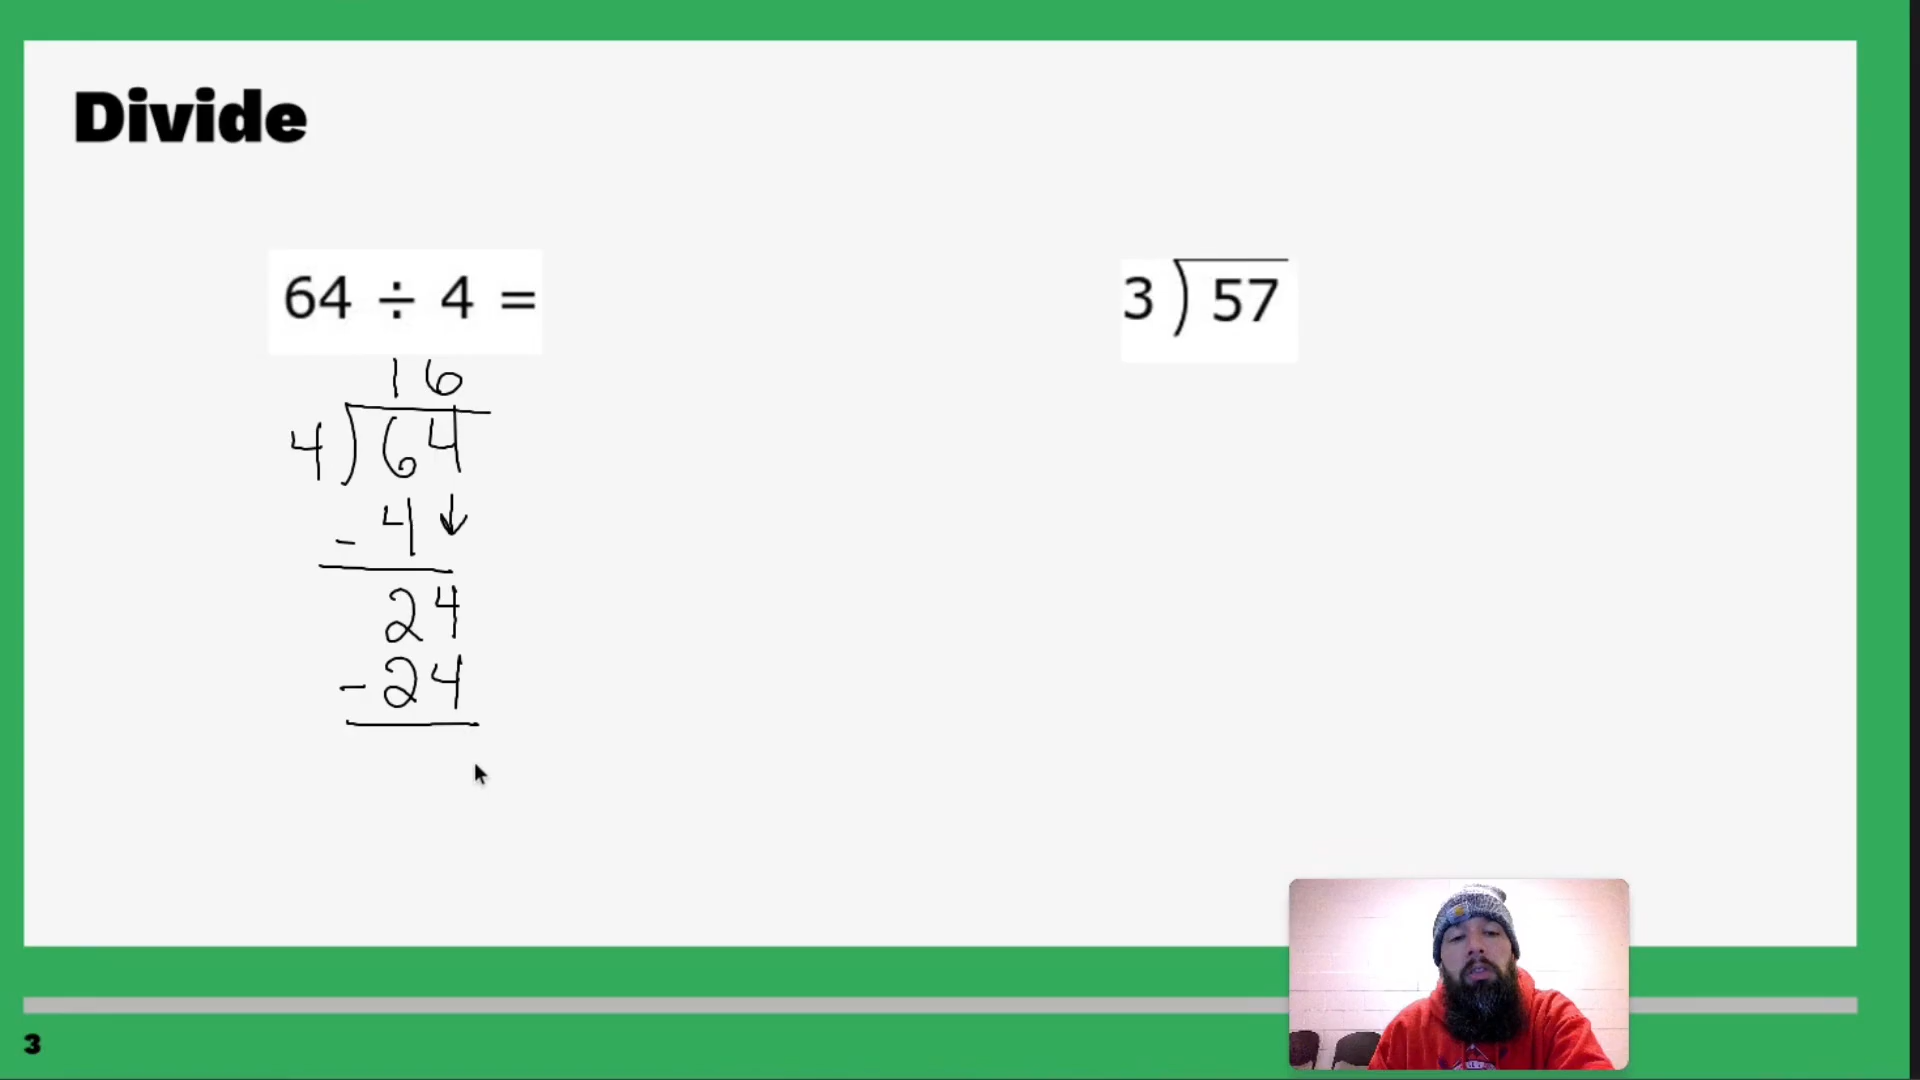 Divide
64 ÷ 4 =
16
4)64
- 4 ↓
24
- 24
3)57
3